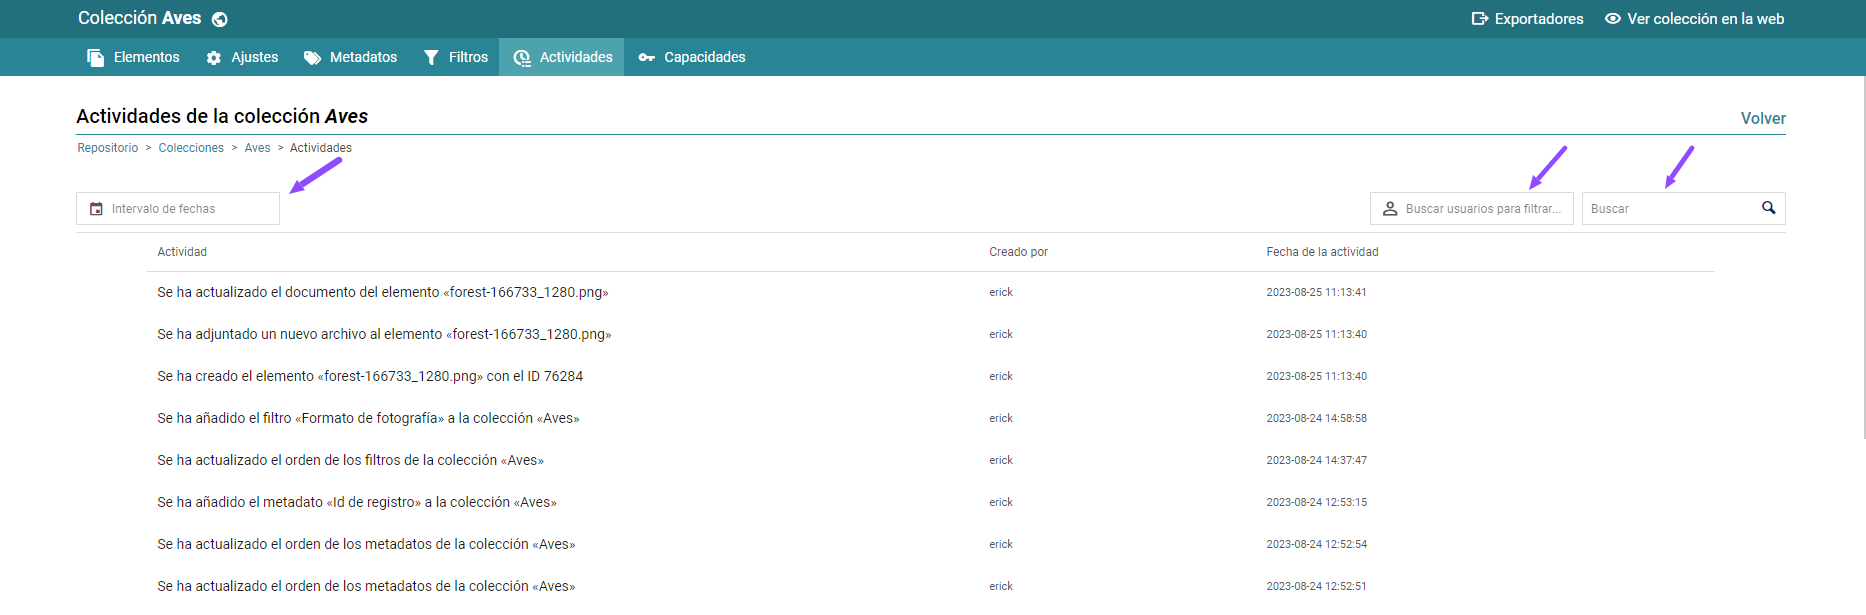 Colección Aves
Exportadores
Ver colección en la web
Elementos
Ajustes
Metadatos
Filtros
Actividades
Capacidades
Actividades de la colección Aves
Volver
Repositorio > Colecciones > Aves > Actividades
Intervalo de fechas
Buscar usuarios para filtrar...
Buscar
Actividad Creado por Fecha de la actividad
Se ha actualizado el documento del elemento «forest-166733_1280.png» erick 2023-08-25 11:13:41
Se ha adjuntado un nuevo archivo al elemento «forest-166733_1280.png» erick 2023-08-25 11:13:40
Se ha creado el elemento «forest-166733_1280.png» con el ID 76284 erick 2023-08-25 11:13:40
Se ha añadido el filtro «Formato de fotografía» a la colección «Aves» erick 2023-08-24 14:58:58
Se ha actualizado el orden de los filtros de la colección «Aves» erick 2023-08-24 14:37:47
Se ha añadido el metadato «Id de registro» a la colección «Aves» erick 2023-08-24 12:53:15
Se ha actualizado el orden de los metadatos de la colección «Aves» erick 2023-08-24 12:52:54
Se ha actualizado el orden de los metadatos de la colección «Aves» erick 2023-08-24 12:52:51